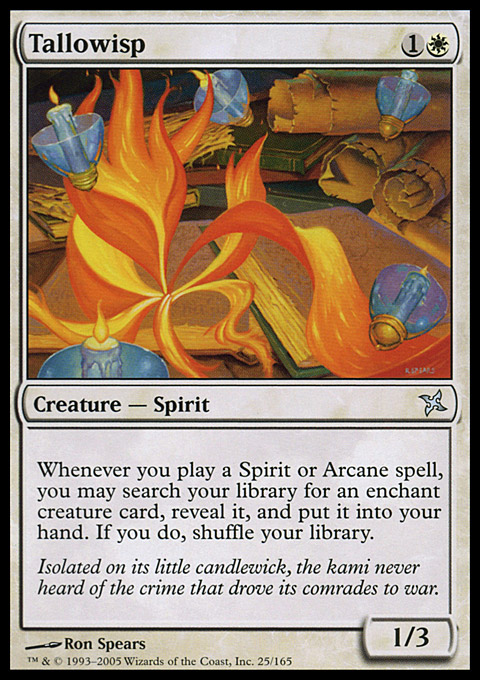 Tallowisp 1
R. SPEARS
Creature — Spirit
Whenever you play a Spirit or Arcane spell,
you may search your library for an enchant
creature card, reveal it, and put it into your
hand. If you do, shuffle your library.
Isolated on its little candlewick, the kami never
heard of the crime that drove its comrades to war.
Ron Spears
1/3
™ & © 1993–2005 Wizards of the Coast, Inc. 25/165